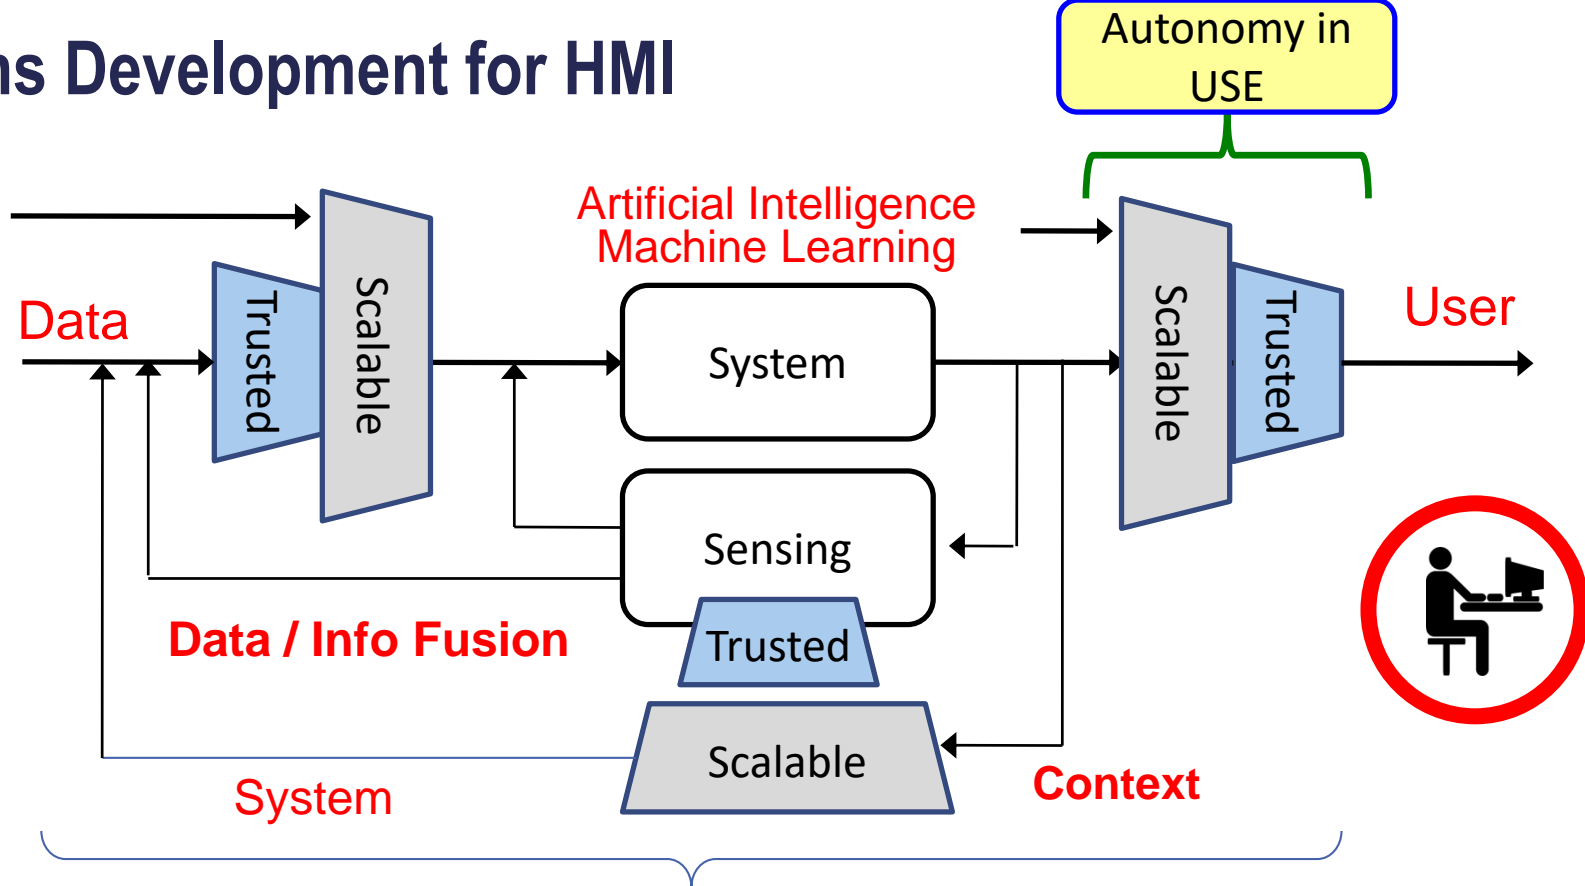 Development for HMI
Autonomy in
USE
Artificial Intelligence
Machine Learning
Data
Trusted
Scalable
System
Scalable
Trusted
User
Sensing
Trusted
Data / Info Fusion
Scalable
System
Context